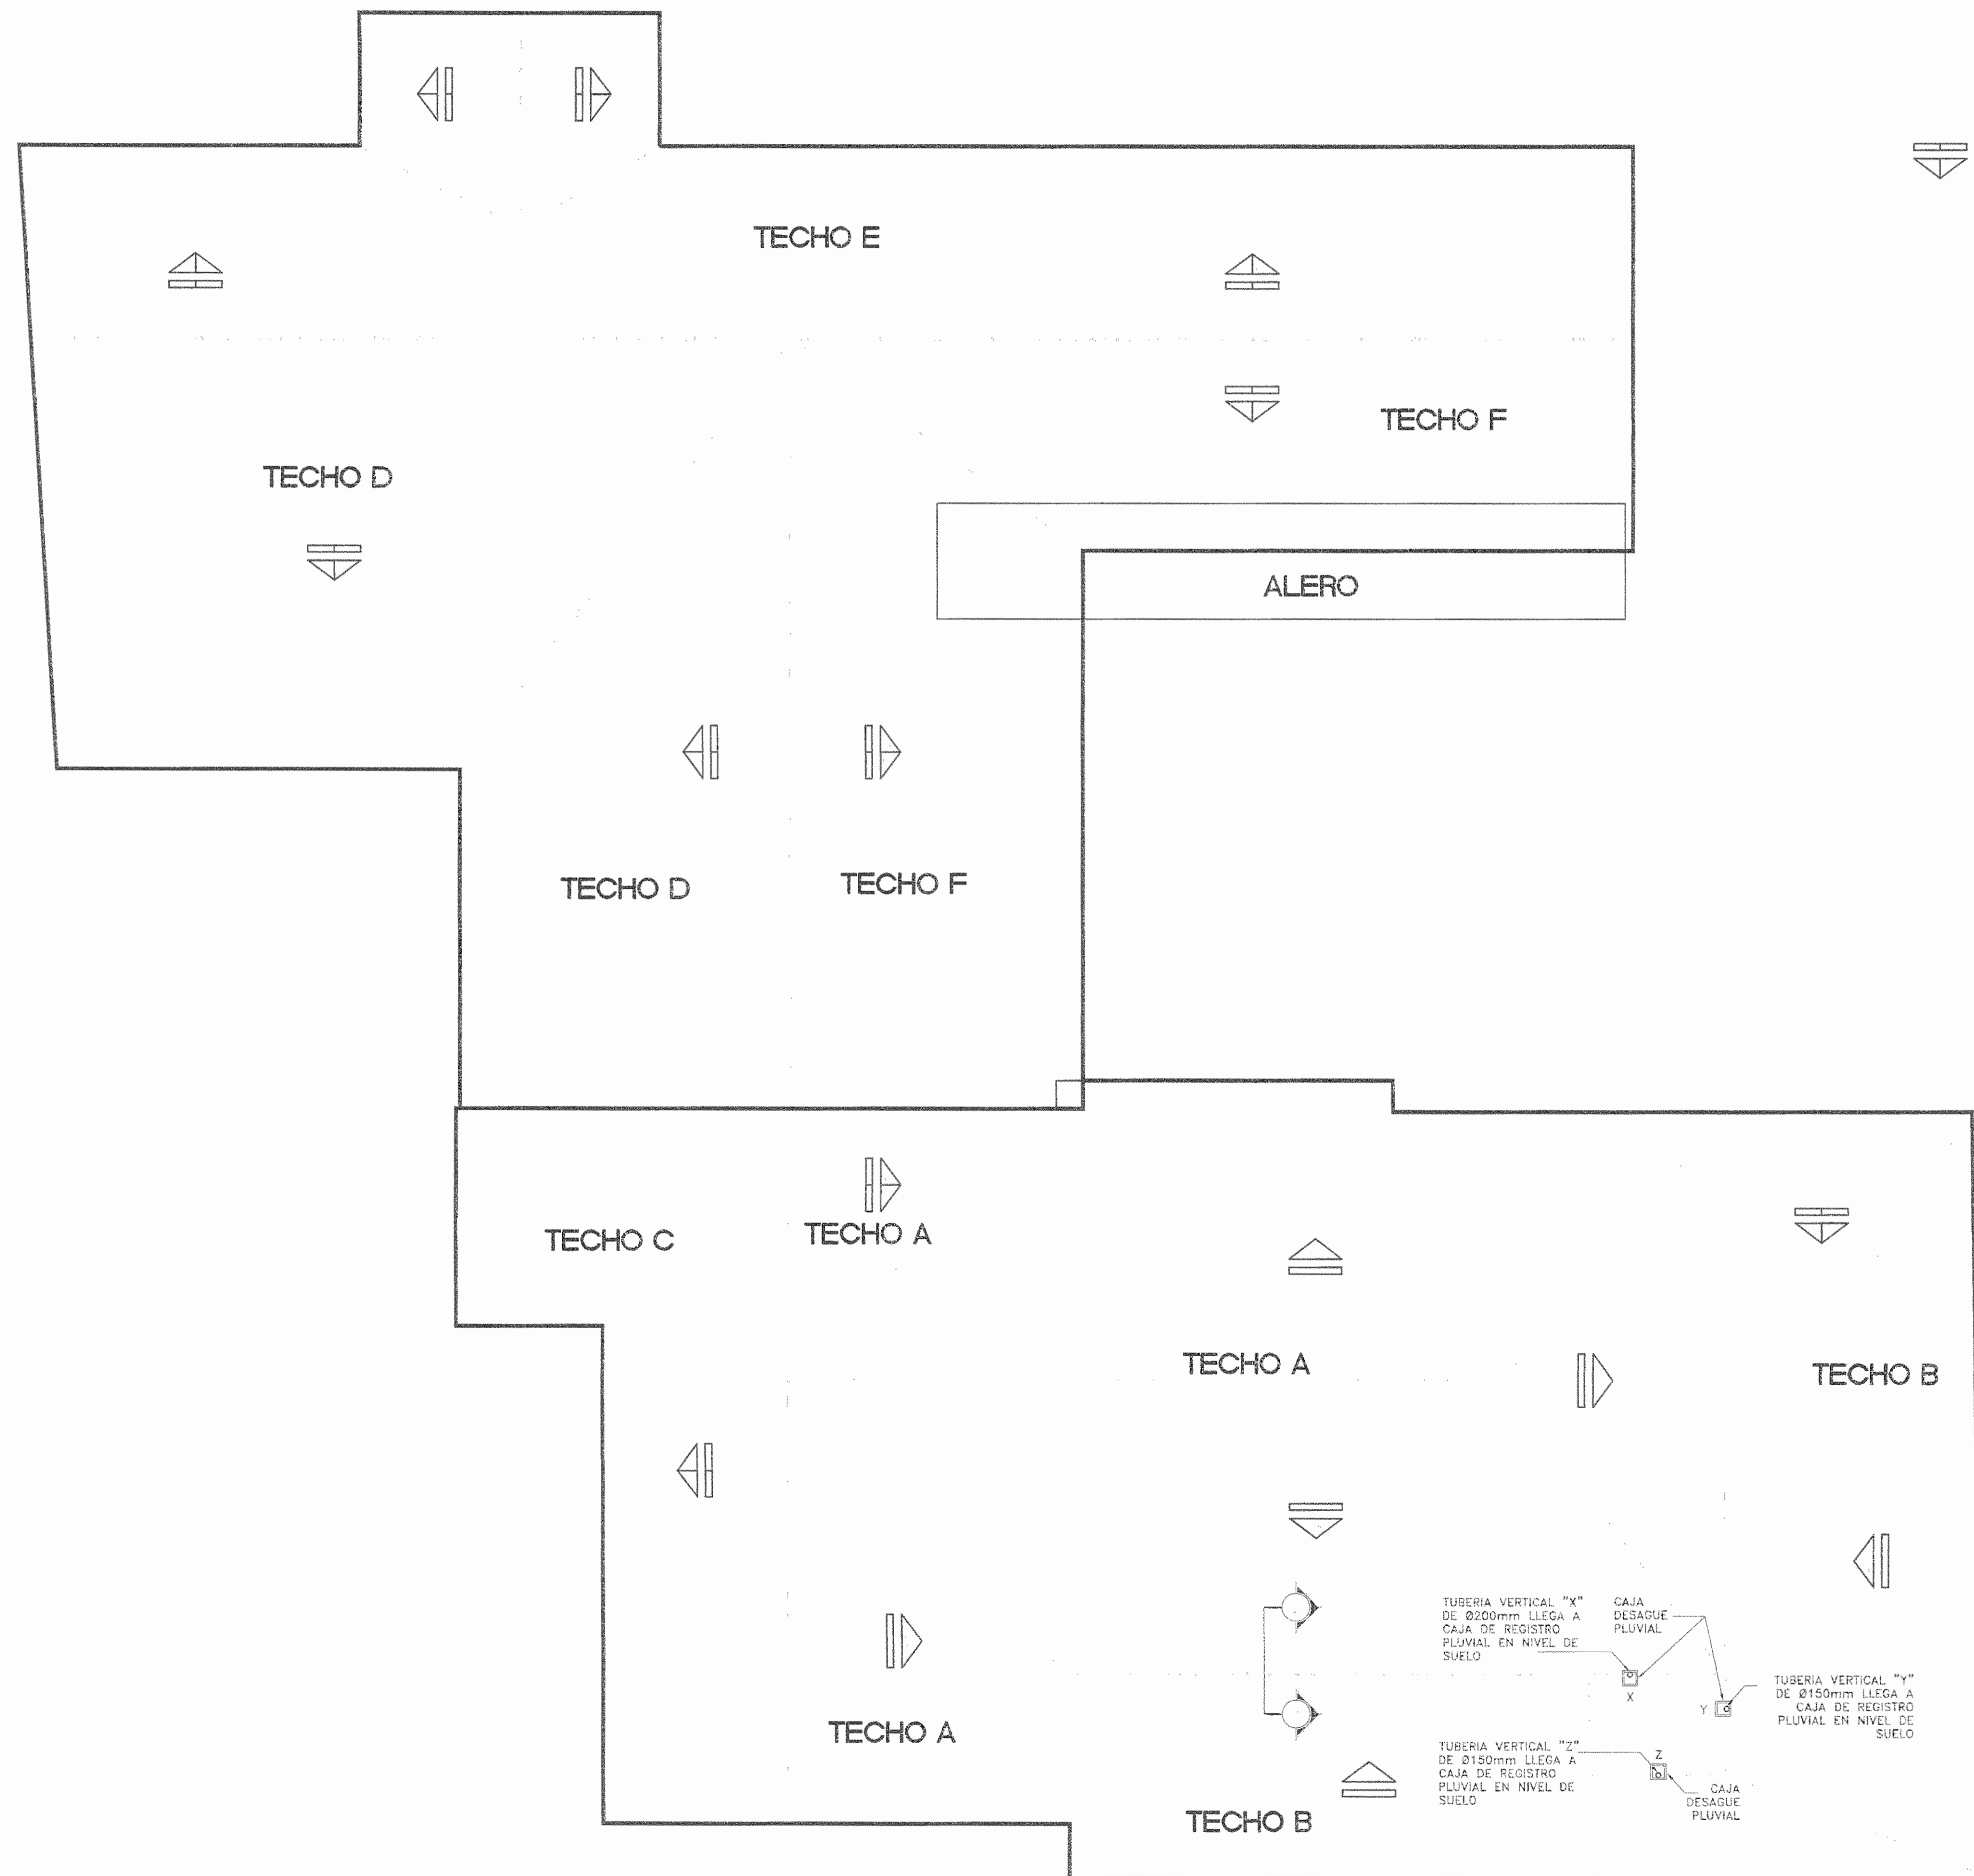 TECHO E
TECHO F
TECHO D
ALERO
TECHO D
TECHO F
TECHO C
TECHO A
TECHO A
TECHO B
TUBERIA VERTICAL "X"
DE Ø200mm LLEGA A
CAJA DE REGISTRO
PLUVIAL EN NIVEL DE
SUELO
CAJA
DESAGUE
PLUVIAL
X
Y
TUBERIA VERTICAL "Y"
DE Ø150mm LLEGA A
CAJA DE REGISTRO
PLUVIAL EN NIVEL DE
SUELO
TECHO A
TUBERIA VERTICAL "Z"
DE Ø150mm LLEGA A
CAJA DE REGISTRO
PLUVIAL EN NIVEL DE
SUELO
Z
CAJA
DESAGUE
PLUVIAL
TECHO B